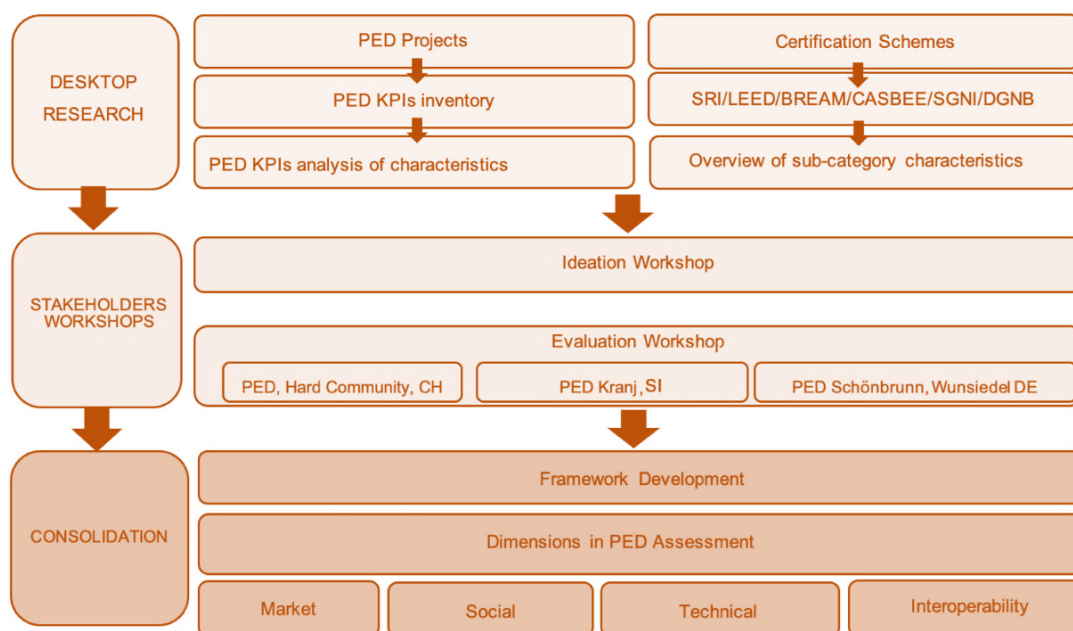 DESKTOP
RESEARCH
PED Projects
PED KPIs inventory
PED KPIs analysis of characteristics
Certification Schemes
SRI/LEED/BREAM/CASBEE/SGNI/DGNB
Overview of sub-category characteristics
STAKEHOLDERS
WORKSHOPS
Ideation Workshop
Evaluation Workshop
PED, Hard Community, CH
PED Kranj, SI
PED Schönbrunn, Wunsiedel DE
CONSOLIDATION
Framework Development
Dimensions in PED Assessment
Market
Social
Technical
Interoperability